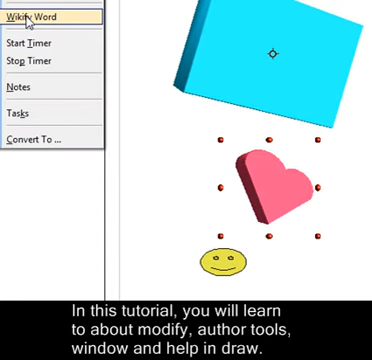 Wikify Word
Start Timer
Stop Timer
Notes
Tasks
Convert To ...
In this tutorial, you will learn
to about modify, author tools,
window and help in draw.